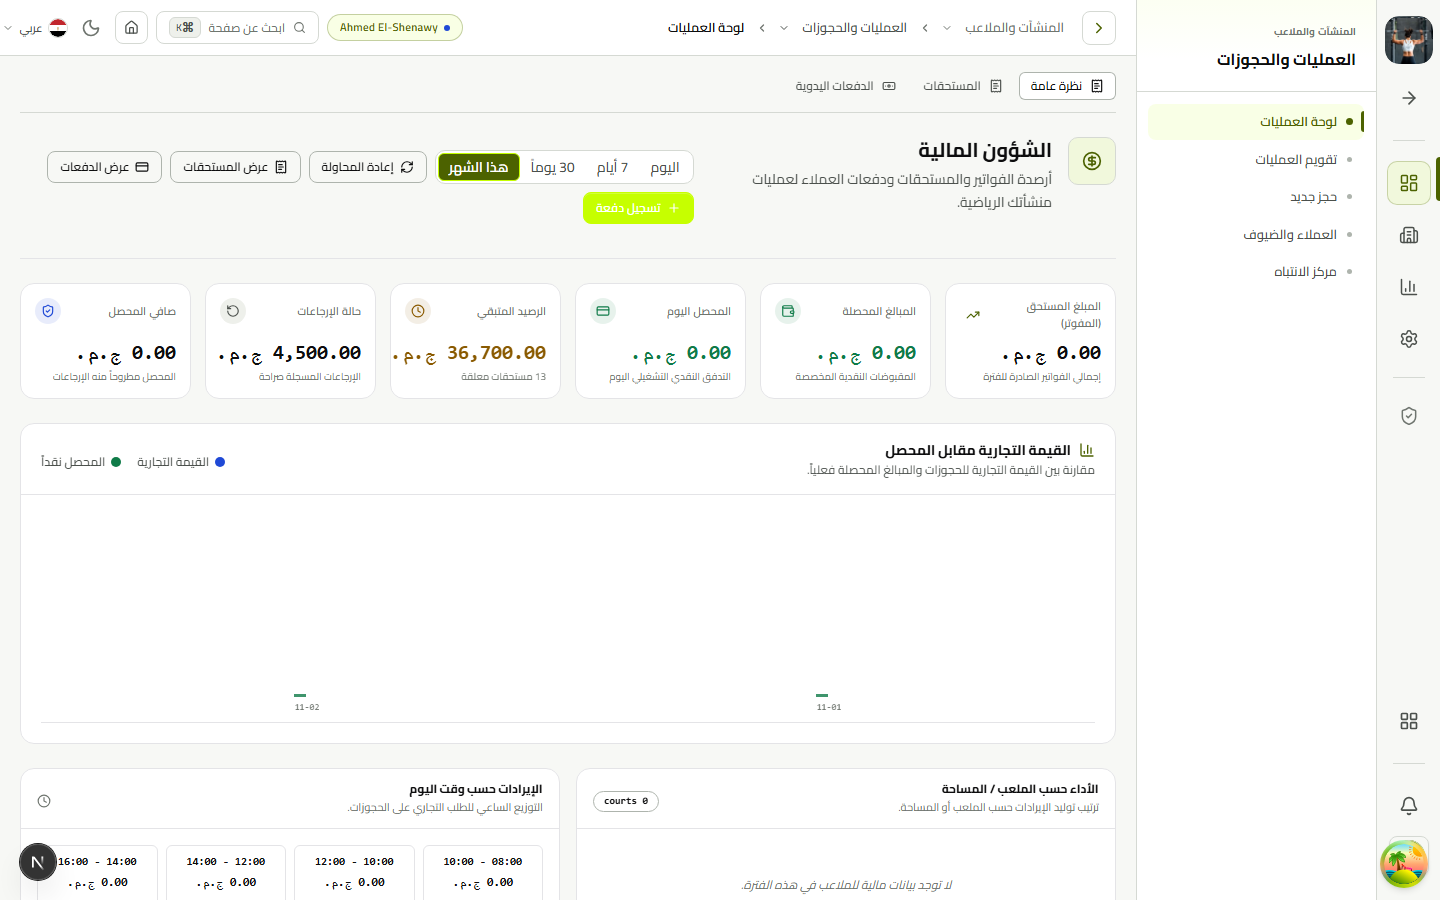 المنشآت والملاعب
العمليات والحجوزات
لوحة العمليات
تقويم العمليات
حجز جديد
العملاء والضيوف
مركز الانتباه
المنشآت والملاعب
العمليات والحجوزات
لوحة العمليات
Ahmed El-Shenawy
ابحث عن صفحة
⌘K
عربي
نظرة عامة
المستحقات
الدفعات اليدوية
الشؤون المالية
أرصدة الفواتير والمستحقات ودفعات العملاء لعمليات
منشأتك الرياضية.
اليوم
7 أيام
30 يوماً
هذا الشهر
إعادة المحاولة
عرض المستحقات
عرض الدفعات
+ تسجيل دفعة
المبلغ المستحق
(المفوتر)
0.00 ج.م.
إجمالي الفواتير الصادرة للفترة
المبالغ المحصلة
0.00 ج.م.
المقبوضات النقدية المخصصة
المحصل اليوم
0.00 ج.م.
التدفق النقدي التشغيلي اليوم
الرصيد المتبقي
36,700.00 ج.م.
13 مستحقات معلقة
حالة الإرجاعات
4,500.00 ج.م.
الإرجاعات المسجلة صراحة
صافي المحصل
0.00 ج.م.
المحصل مطروحاً منه الإرجاعات
القيمة التجارية مقابل المحصل
مقارنة بين القيمة التجارية للحجوزات والمبالغ المحصلة فعلياً.
القيمة التجارية
المحصل نقداً
11-01
11-02
الأداء حسب الملعب / المساحة
ترتيب توليد الإيرادات حسب الملعب أو المساحة.
courts 0
لا توجد بيانات مالية للملاعب في هذه الفترة.
الإيرادات حسب وقت اليوم
التوزيع الساعي للطلب التجاري على الحجوزات.
10:00 - 08:00
0.00 ج.م.
12:00 - 10:00
0.00 ج.م.
14:00 - 12:00
0.00 ج.م.
16:00 - 14:00
0.00 ج.م.
N